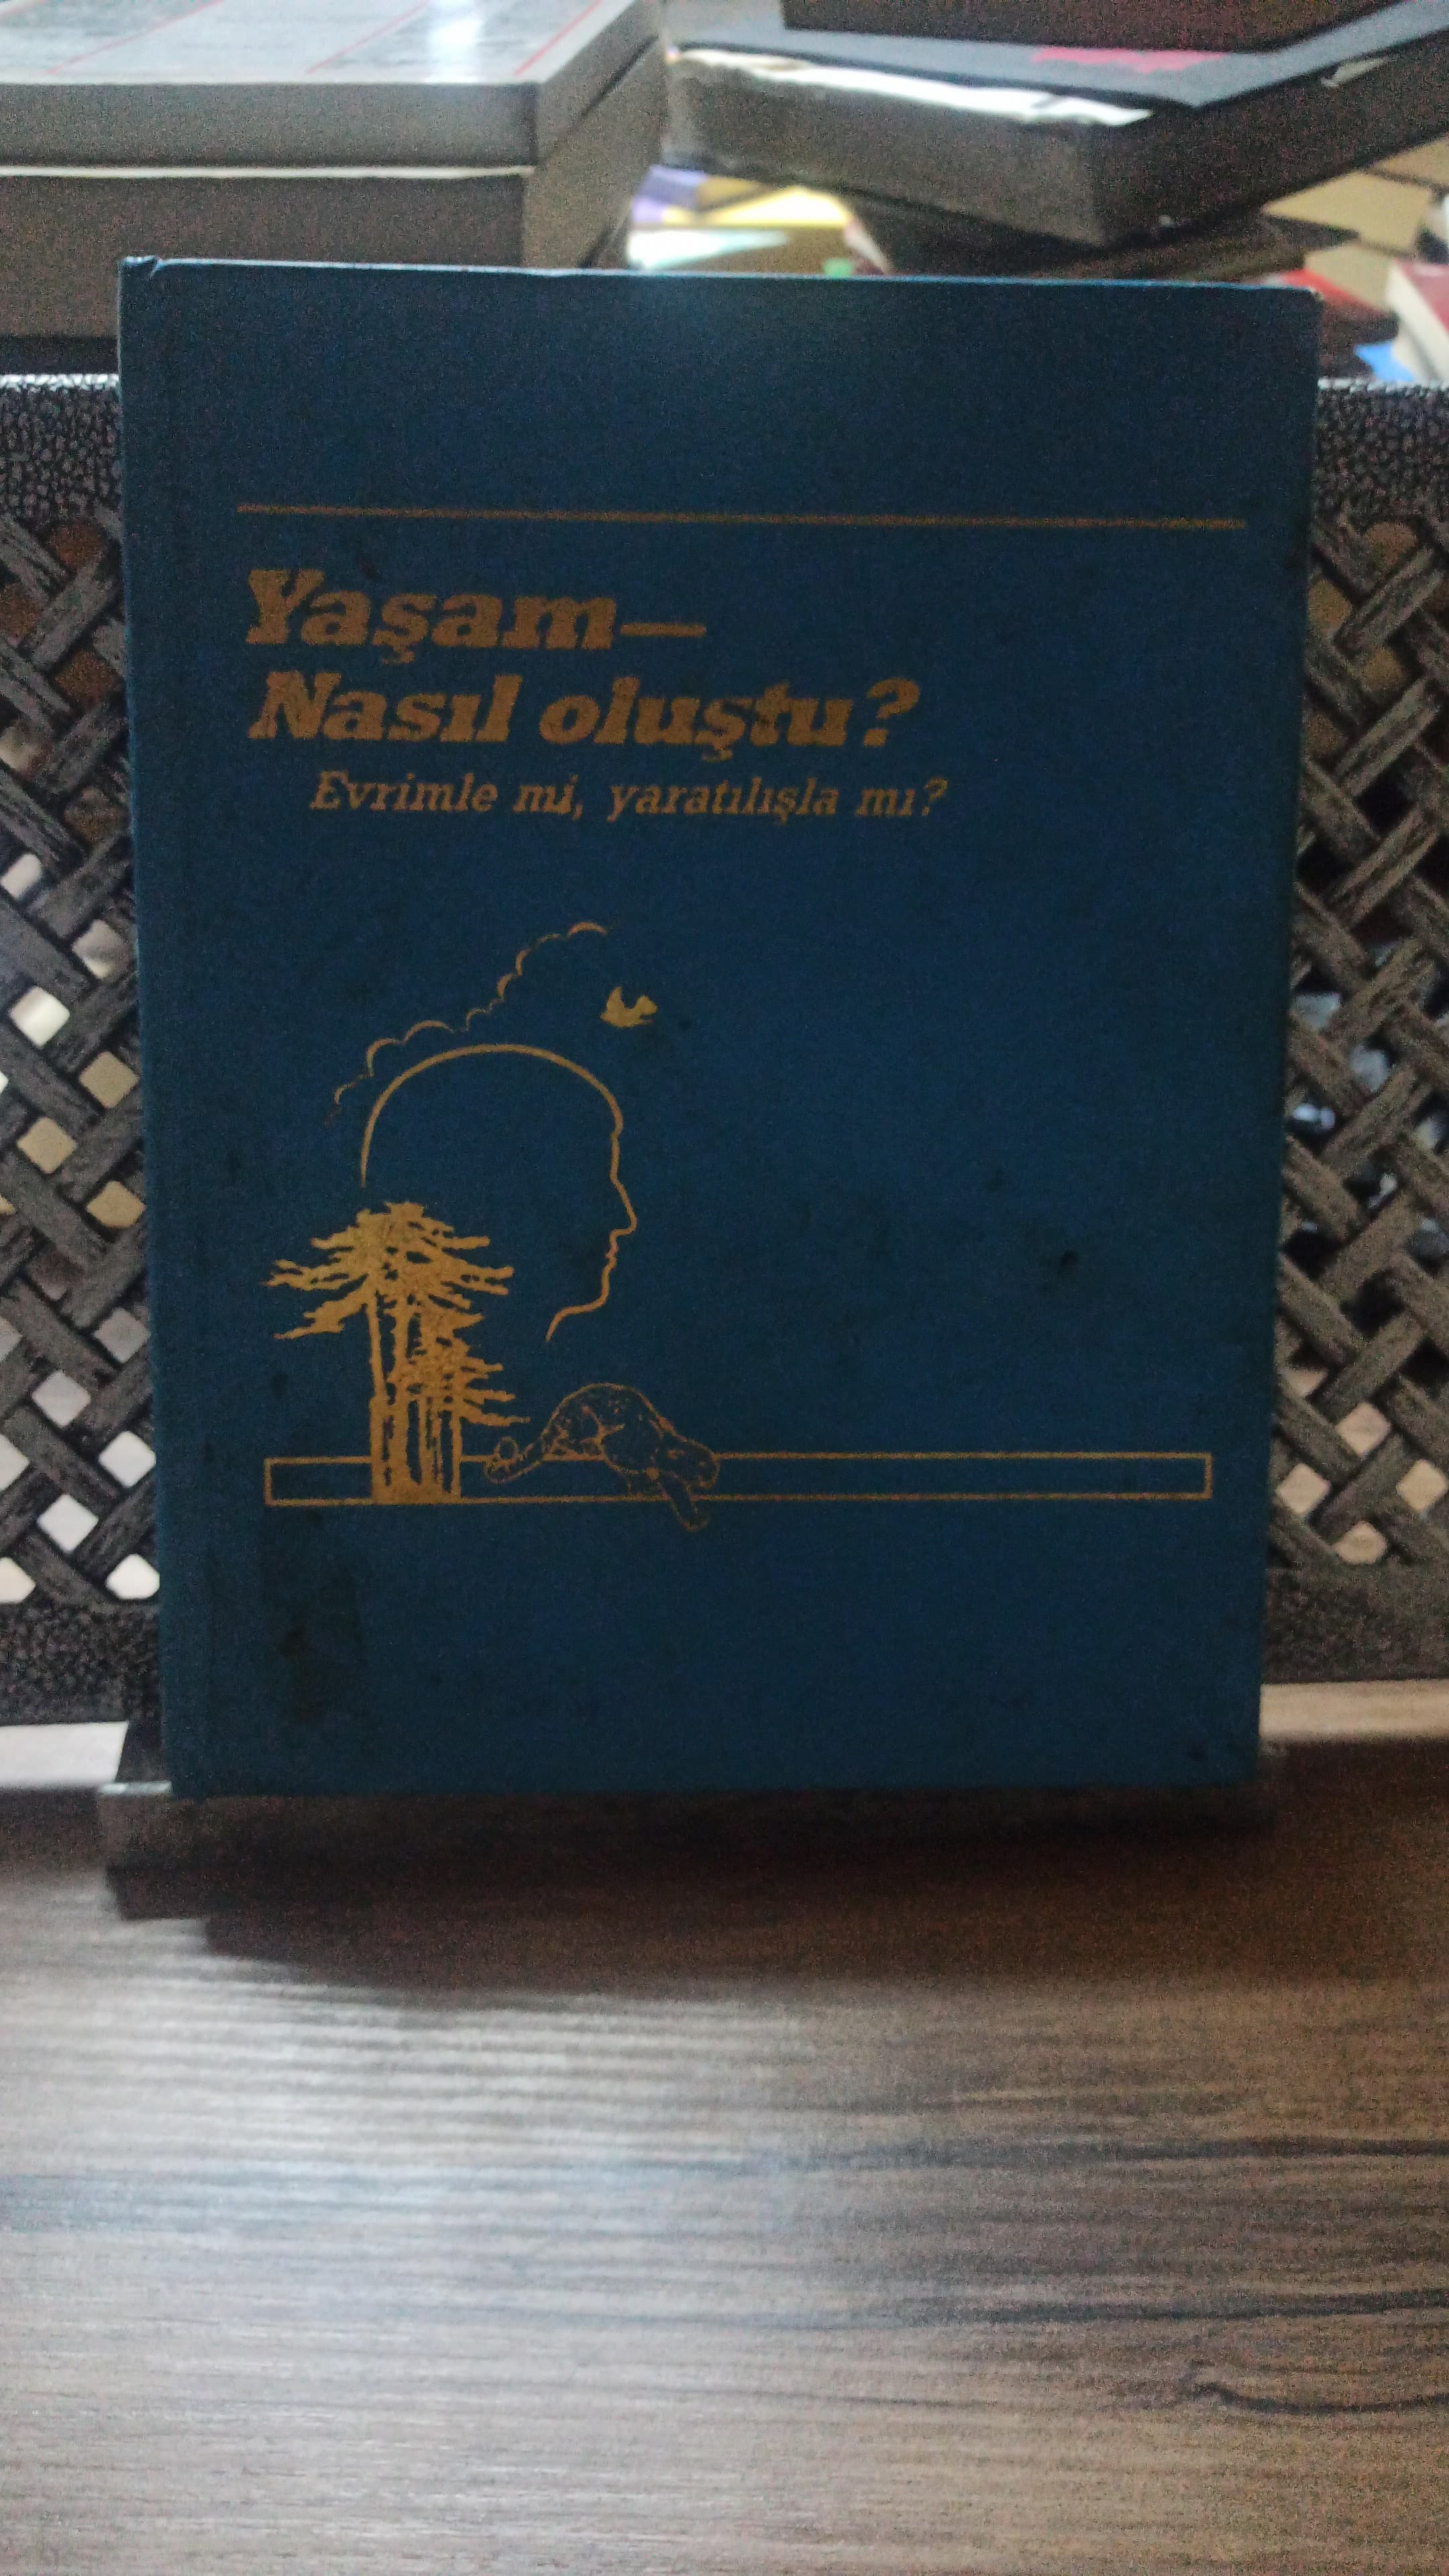 Yaşam—
Nasıl oluştu?
Evrimle mi, yaratılışla mı?